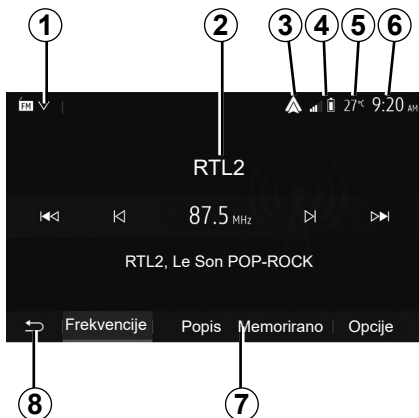 1 2 3 4 5 6
FM 27°C 9:20 AM
RTL2
87.5 MHz
RTL2, Le Son POP-ROCK
Frekvencije Popis Memorirano Opcije
8 7